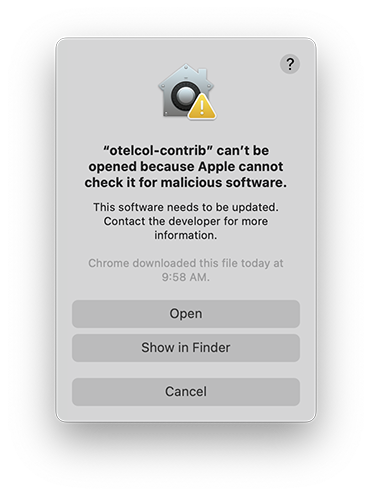 ?
“otelcol-contrib” can’t be
opened because Apple cannot
check it for malicious software.
This software needs to be updated.
Contact the developer for more
information.
Chrome downloaded this file today at
9:58 AM.
Open
Show in Finder
Cancel